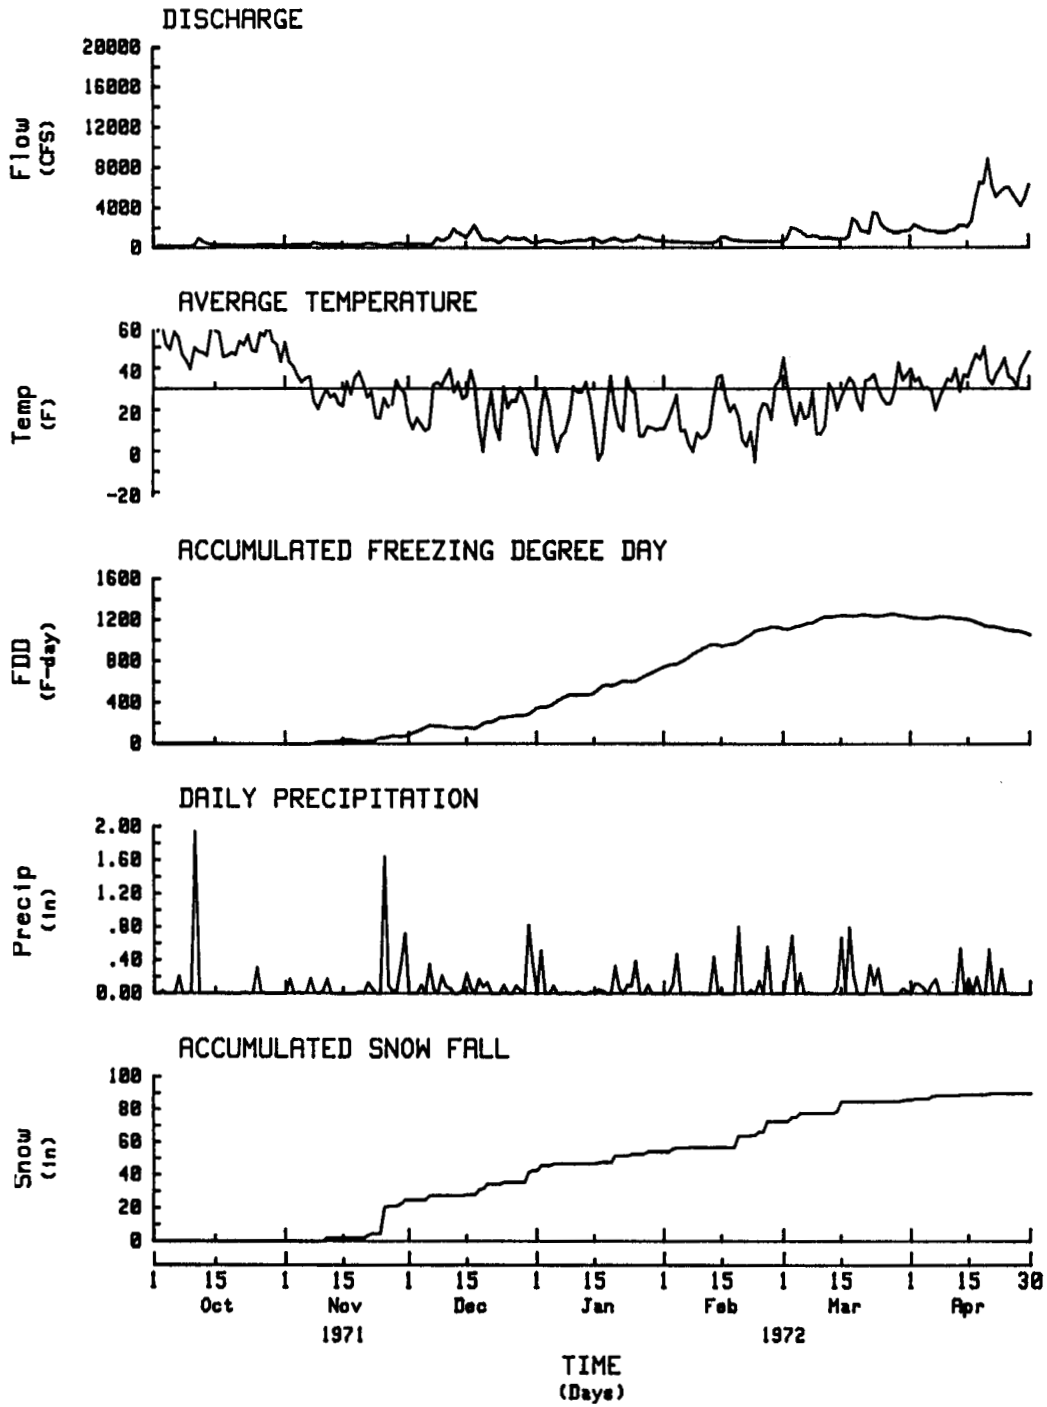 DISCHARGE
20000
16000
12000
8000
4000
0
Flow
(CFS)
AVERAGE TEMPERATURE
60
40
20
0
-20
Temp
(F)
ACCUMULATED FREEZING DEGREE DAY
1600
1200
800
400
0
FDD
(F-day)
DAILY PRECIPITATION
2.00
1.60
1.20
.80
.40
0.00
Precip
(in)
ACCUMULATED SNOW FALL
100
80
60
40
20
0
Snow
(in)
1 15 1 15 1 15 1 15 1 15 1 15 1 15 30
Oct Nov Dec Jan Feb Mar Apr
1971 1972
TIME
(Days)